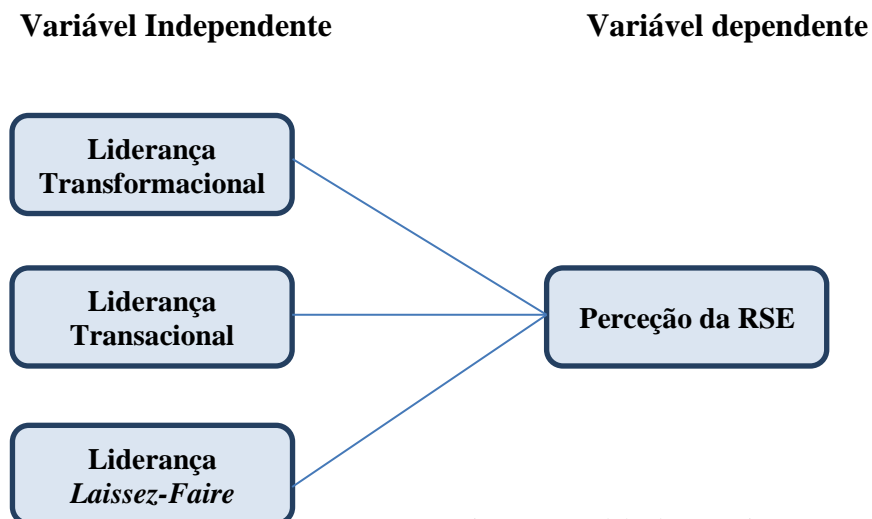 Variável Independente
Variável dependente
Liderança
Transformacional
Liderança
Transacional
Perceção da RSE
Liderança
Laissez-Faire